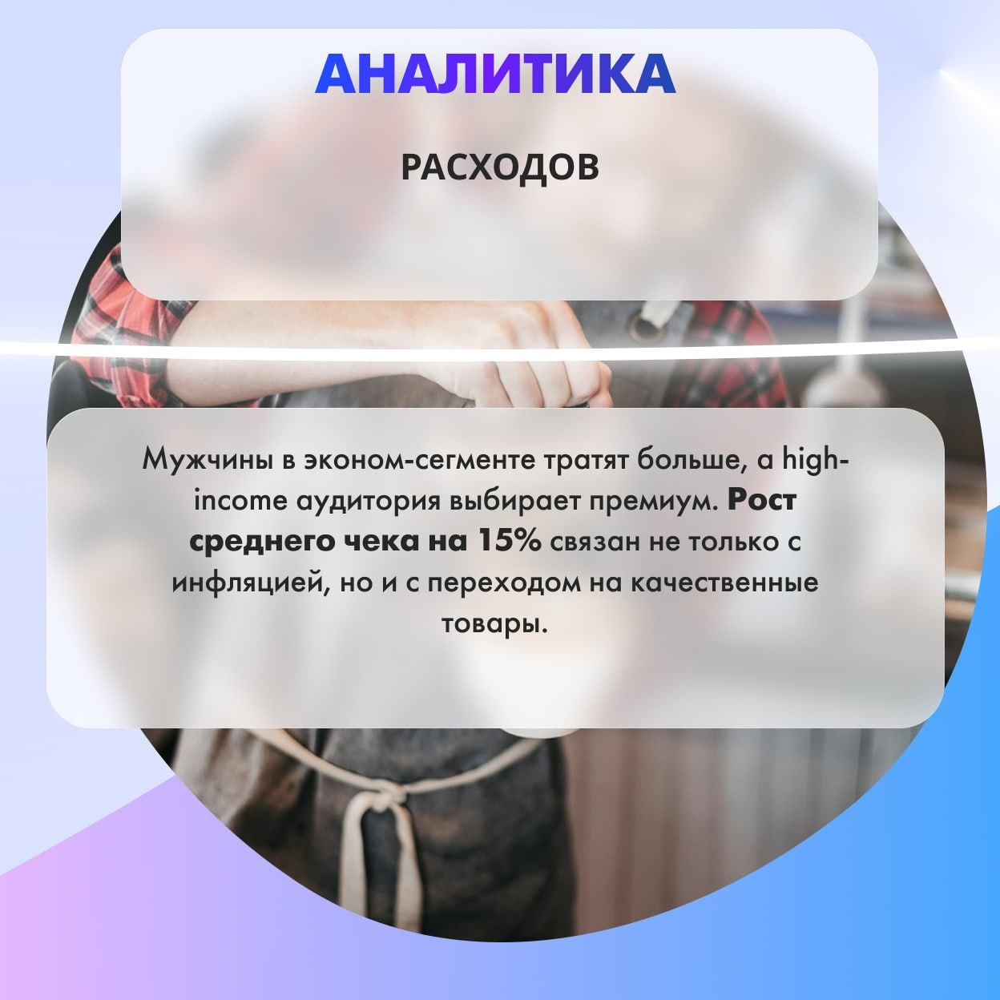 АНАЛИТИКА
РАСХОДОВ
Мужчины в эконом-сегменте тратят больше, а high-
income аудитория выбирает премиум. Рост
среднего чека на 15% связан не только с
инфляцией, но и с переходом на качественные
товары.